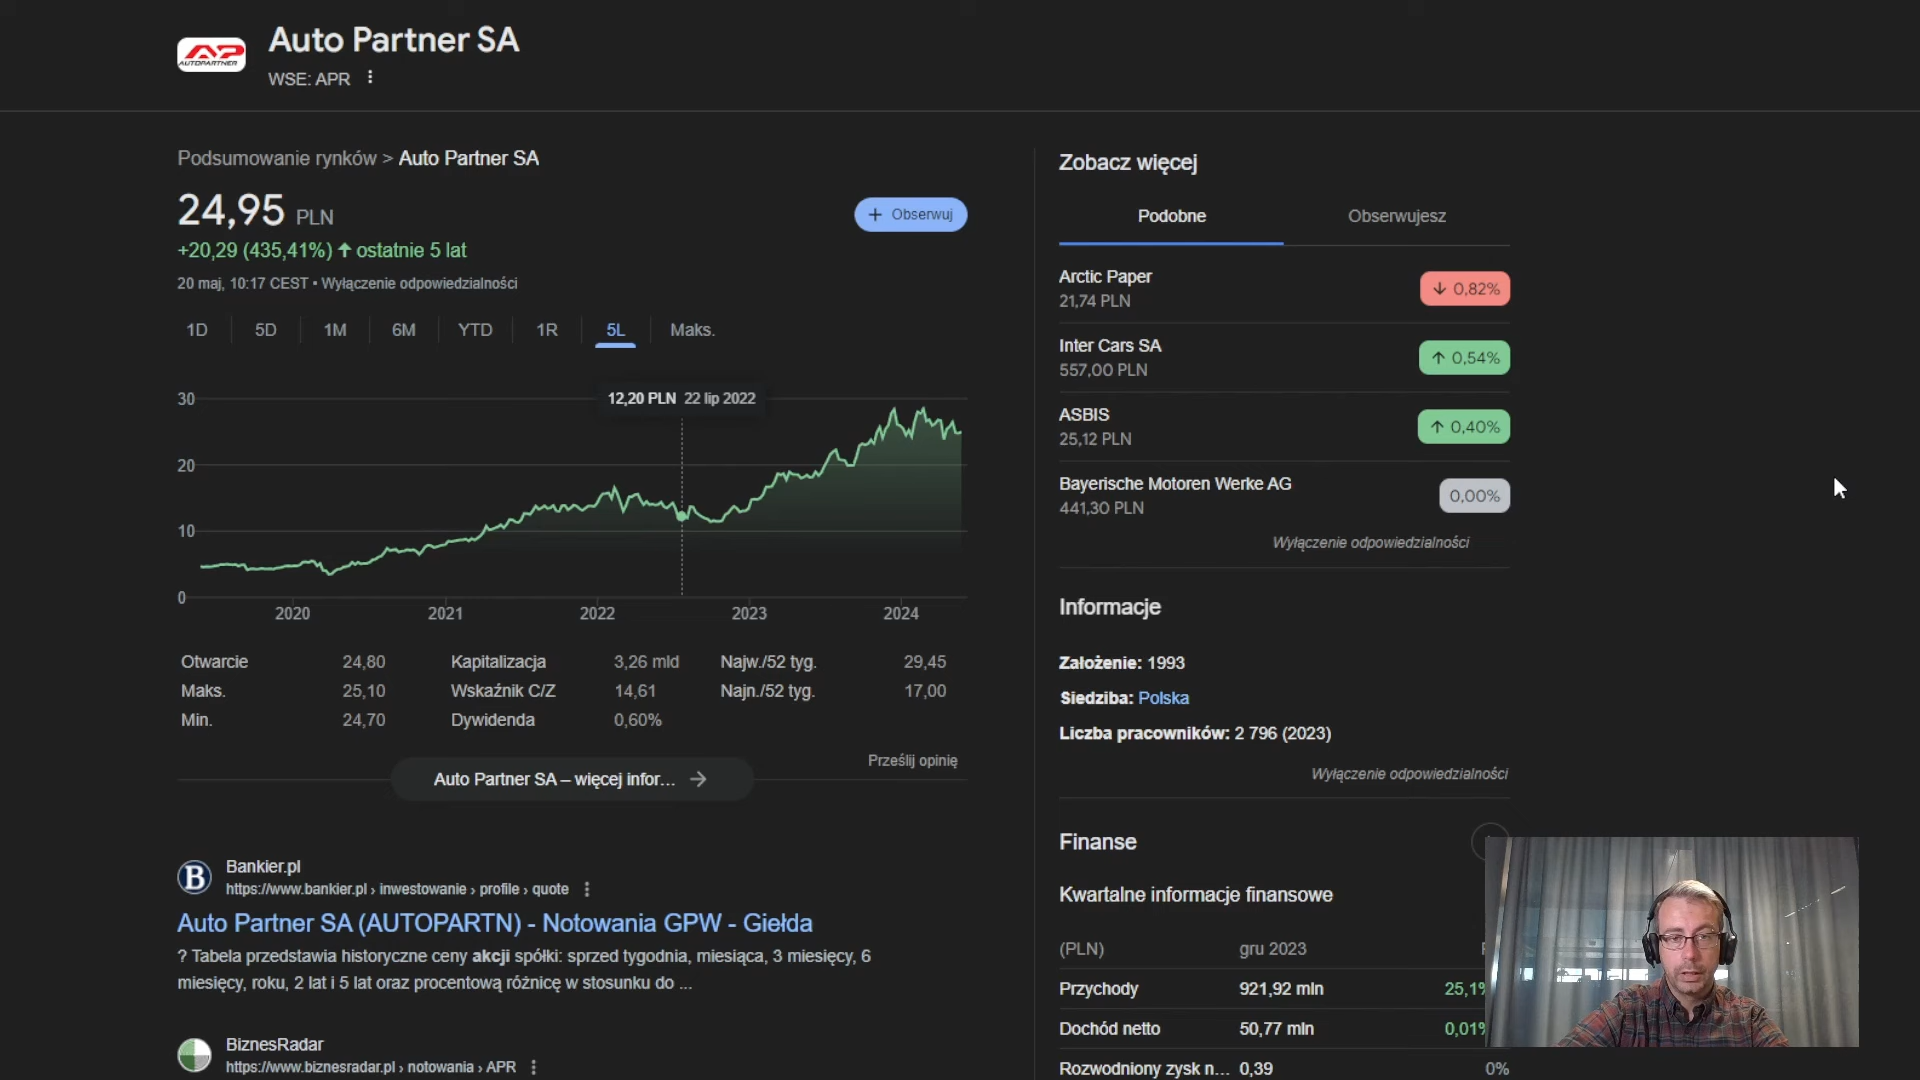 Auto Partner SA
AUTOPARTNER
WSE: APR
Podsumowanie rynków > Auto Partner SA
24,95 PLN
+ Obserwuj
+20,29 (435,41%) ↑ ostatnie 5 lat
20 maj, 10:17 CEST • Wyłączenie odpowiedzialności
1D 5D 1M 6M YTD 1R 5L Maks.
12,20 PLN 22 lip 2022
30
20
10
0
2020 2021 2022 2023 2024
Otwarcie 24,80 Kapitalizacja 3,26 mld Najw./52 tyg. 29,45
Maks. 25,10 Wskaźnik C/Z 14,61 Najn./52 tyg. 17,00
Min. 24,70 Dywidenda 0,60%
Prześlij opinię
Auto Partner SA – więcej infor... →
Bankier.pl
https://www.bankier.pl › inwestowanie › profile › quote
Auto Partner SA (AUTOPARTN) - Notowania GPW - Giełda
? Tabela przedstawia historyczne ceny akcji spółki: sprzed tygodnia, miesiąca, 3 miesięcy, 6
miesięcy, roku, 2 lat i 5 lat oraz procentową różnicę w stosunku do ...
BiznesRadar
https://www.biznesradar.pl › notowania › APR
Zobacz więcej
Podobne Obserwujesz
Arctic Paper
21,74 PLN
↓ 0,82%
Inter Cars SA
557,00 PLN
↑ 0,54%
ASBIS
25,12 PLN
↑ 0,40%
Bayerische Motoren Werke AG
441,30 PLN
0,00%
Wyłączenie odpowiedzialności
Informacje
Założenie: 1993
Siedziba: Polska
Liczba pracowników: 2 796 (2023)
Wyłączenie odpowiedzialności
Finanse
Kwartalne informacje finansowe
(PLN) gru 2023
Przychody 921,92 mln 25,1%
Dochód netto 50,77 mln 0,01%
Rozwodniony zysk n... 0,39 0%